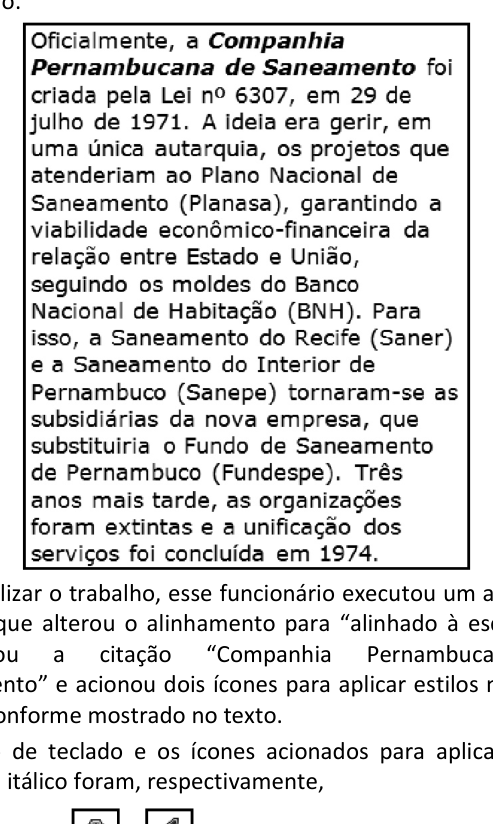 o.
Oficialmente, a Companhia
Pernambucana de Saneamento foi
criada pela Lei nº 6307, em 29 de
julho de 1971. A ideia era gerir, em
uma única autarquia, os projetos que
atenderiam ao Plano Nacional de
Saneamento (Planasa), garantindo a
viabilidade econômico-financeira da
relação entre Estado e União,
seguindo os moldes do Banco
Nacional de Habitação (BNH). Para
isso, a Saneamento do Recife (Saner)
e a Saneamento do Interior de
Pernambuco (Sanepe) tornaram-se as
subsidiárias da nova empresa, que
substituiria o Fundo de Saneamento
de Pernambuco (Fundespe). Três
anos mais tarde, as organizações
foram extintas e a unificação dos
serviços foi concluída em 1974.
lizar o trabalho, esse funcionário executou um a
que alterou o alinhamento para “alinhado à es
ou a citação “Companhia Pernambuca
ento” e acionou dois ícones para aplicar estilos
onforme mostrado no texto.
de teclado e os ícones acionados para aplica
itálico foram, respectivamente,